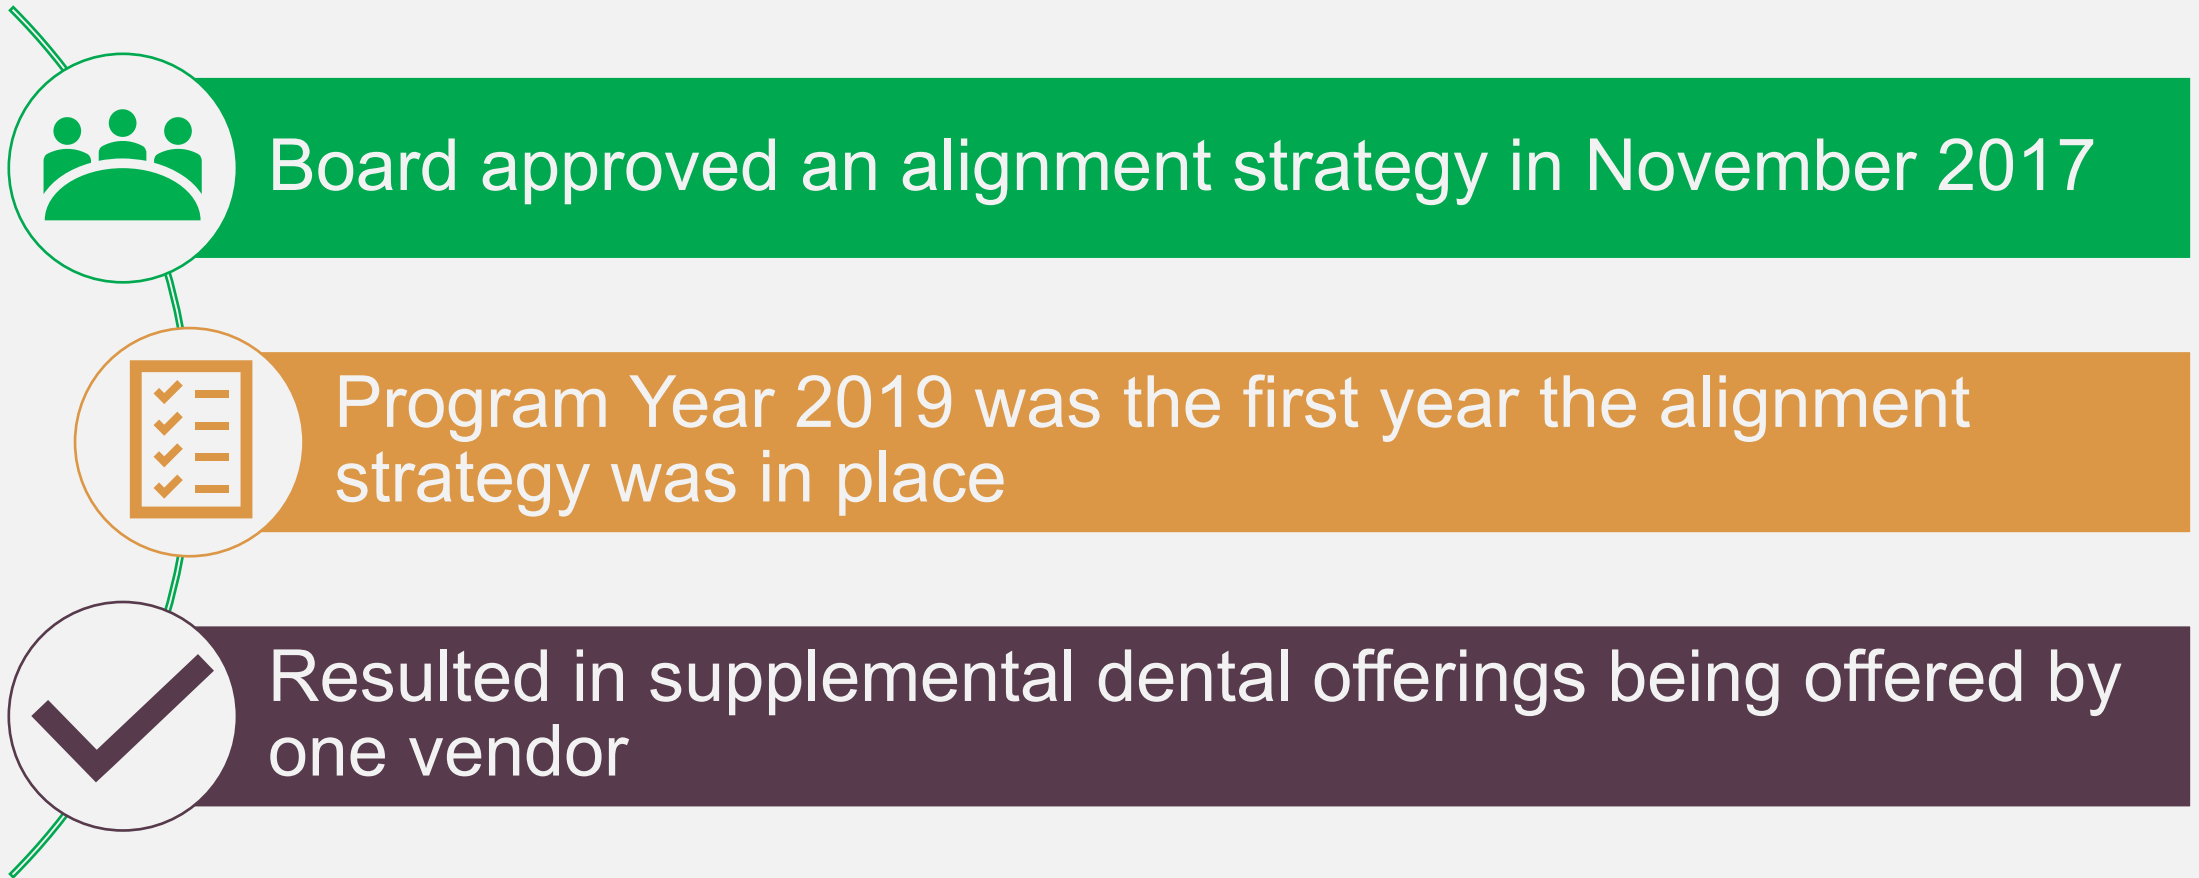 Board approved an alignment strategy in November 2017
Program Year 2019 was the first year the alignment
strategy was in place
Resulted in supplemental dental offerings being offered by
one vendor